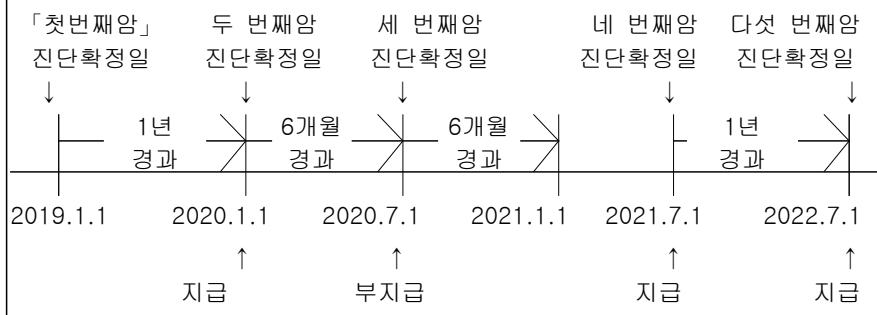 「첫번째암」 두 번째암 세 번째암 네 번째암 다섯 번째암
진단확정일 진단확정일 진단확정일 진단확정일 진단확정일
↓ ↓ ↓ ↓ ↓
1년 6개월 6개월 1년
경과 경과 경과 경과
2019.1.1 2020.1.1 2020.7.1 2021.1.1 2021.7.1 2022.7.1
↑ ↑ ↑ ↑
지급 부지급 지급 지급